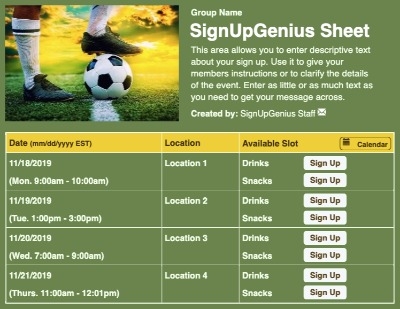 Group Name
SignUpGenius Sheet
This area allows you to enter descriptive text
about your sign up. Use it to give your
members instructions or to clarify the details
of the event. Enter as little or as much text as
you need to get your message across.
Created by: SignUpGenius Staff
Date (mm/dd/yyyy EST) Location Available Slot Calendar
11/18/2019 Location 1 Drinks Sign Up
(Mon. 9:00am - 10:00am) Snacks Sign Up
11/19/2019 Location 2 Drinks Sign Up
(Tue. 1:00pm - 3:00pm) Snacks Sign Up
11/20/2019 Location 3 Drinks Sign Up
(Wed. 7:00am - 9:00am) Snacks Sign Up
11/21/2019 Location 4 Drinks Sign Up
(Thurs. 11:00am - 12:01pm) Snacks Sign Up